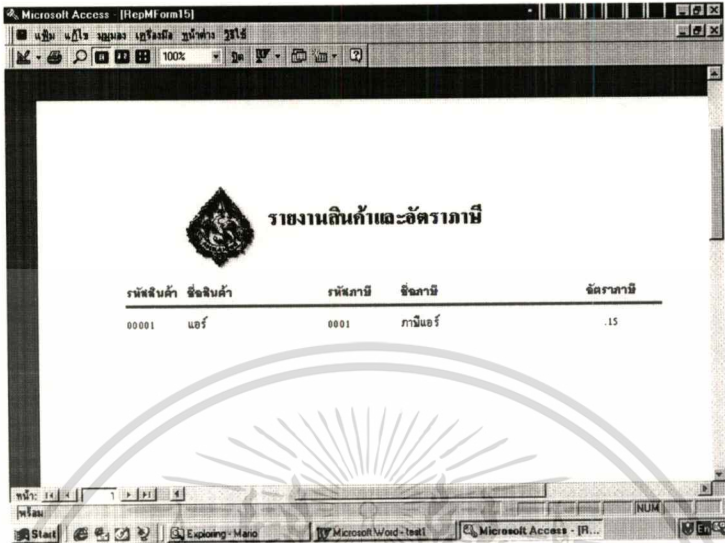 Microsoft Access - [RepMForm15]
แฟ้ม แก้ไข มุมมอง เครื่องมือ หน้าต่าง วิธีใช้
100% ปิด
รายงานสินค้าและอัตราภาษี
รหัสสินค้า ชื่อสินค้า รหัสภาษี ชื่อภาษี อัตราภาษี
00001 แอร์ 0001 ภาษีแอร์ .15
หน้า: 1
พร้อม NUM
Start Exploring - Mario Microsoft Word - test1 Microsoft Access - [R... En